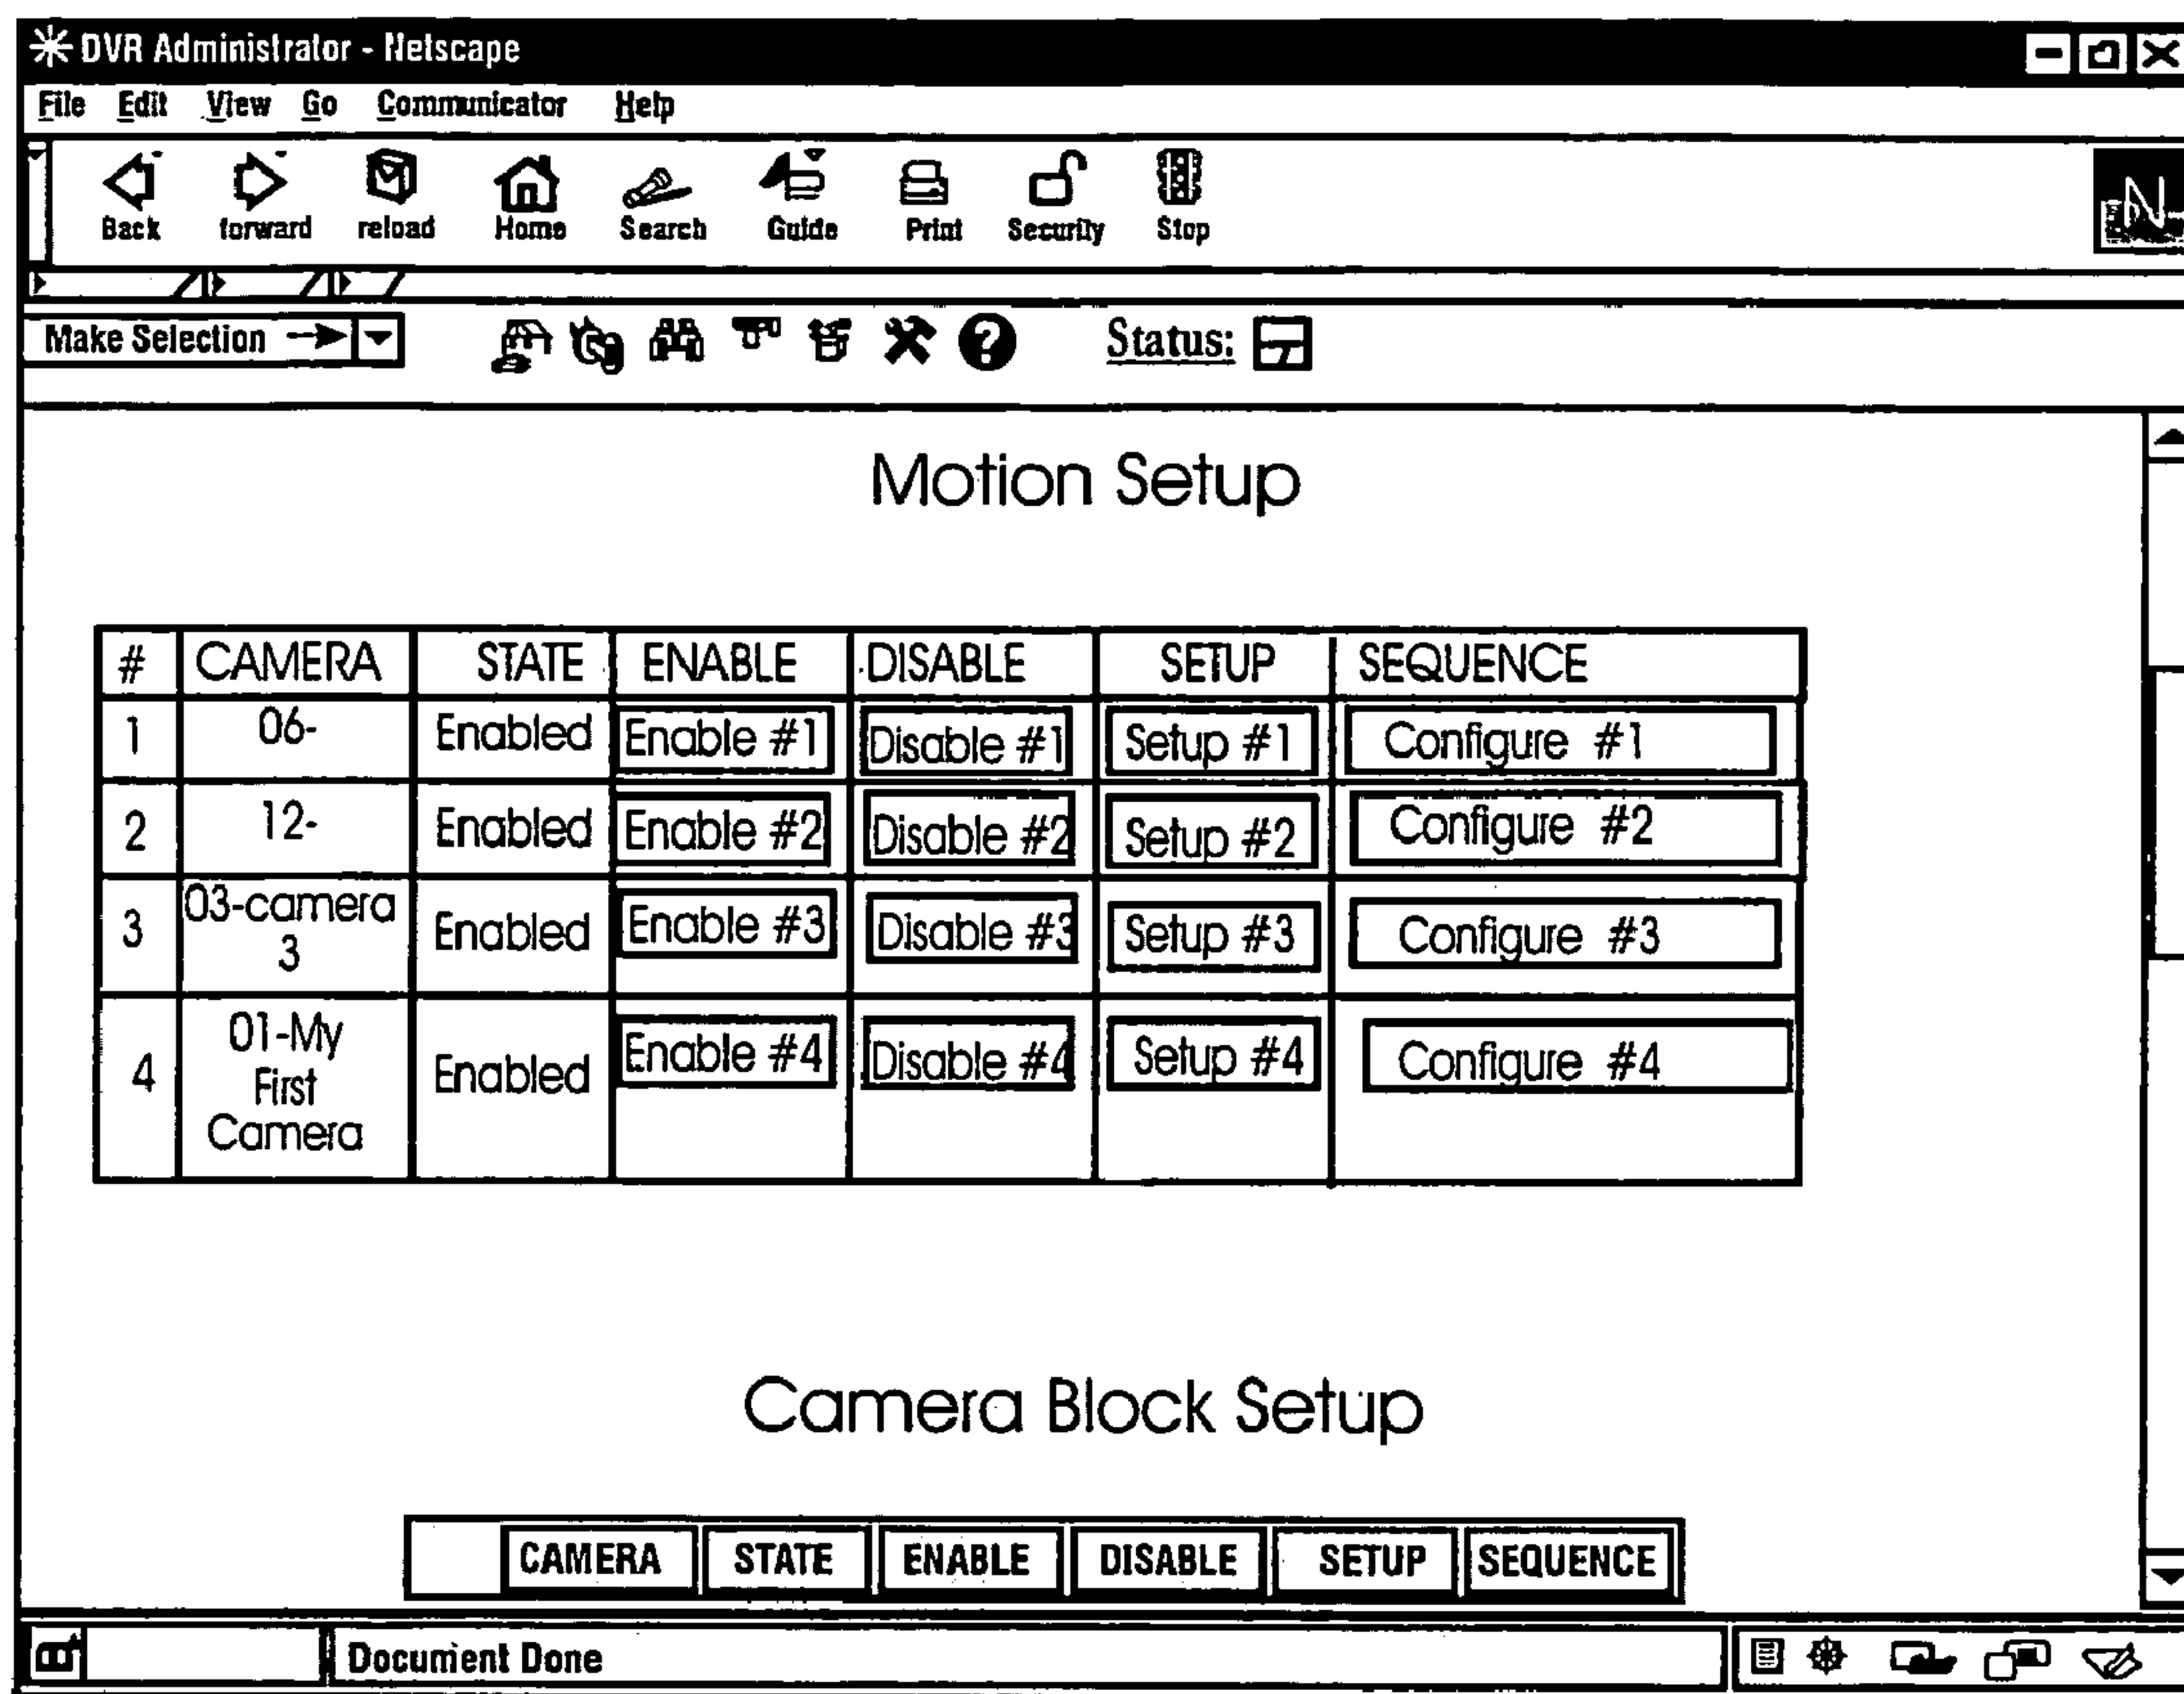 DVR Administrator - Netscape
File Edit View Go Communicator Help
Back forward reload Home Search Guide Print Security Stop
N
Make Selection Status:
Motion Setup
# CAMERA STATE ENABLE DISABLE SETUP SEQUENCE
1 06- Enabled Enable #1 Disable #1 Setup #1 Configure #1
2 12- Enabled Enable #2 Disable #2 Setup #2 Configure #2
3 03-camera 3 Enabled Enable #3 Disable #3 Setup #3 Configure #3
4 01-My First Camera Enabled Enable #4 Disable #4 Setup #4 Configure #4
Camera Block Setup
CAMERA STATE ENABLE DISABLE SETUP SEQUENCE
Document Done